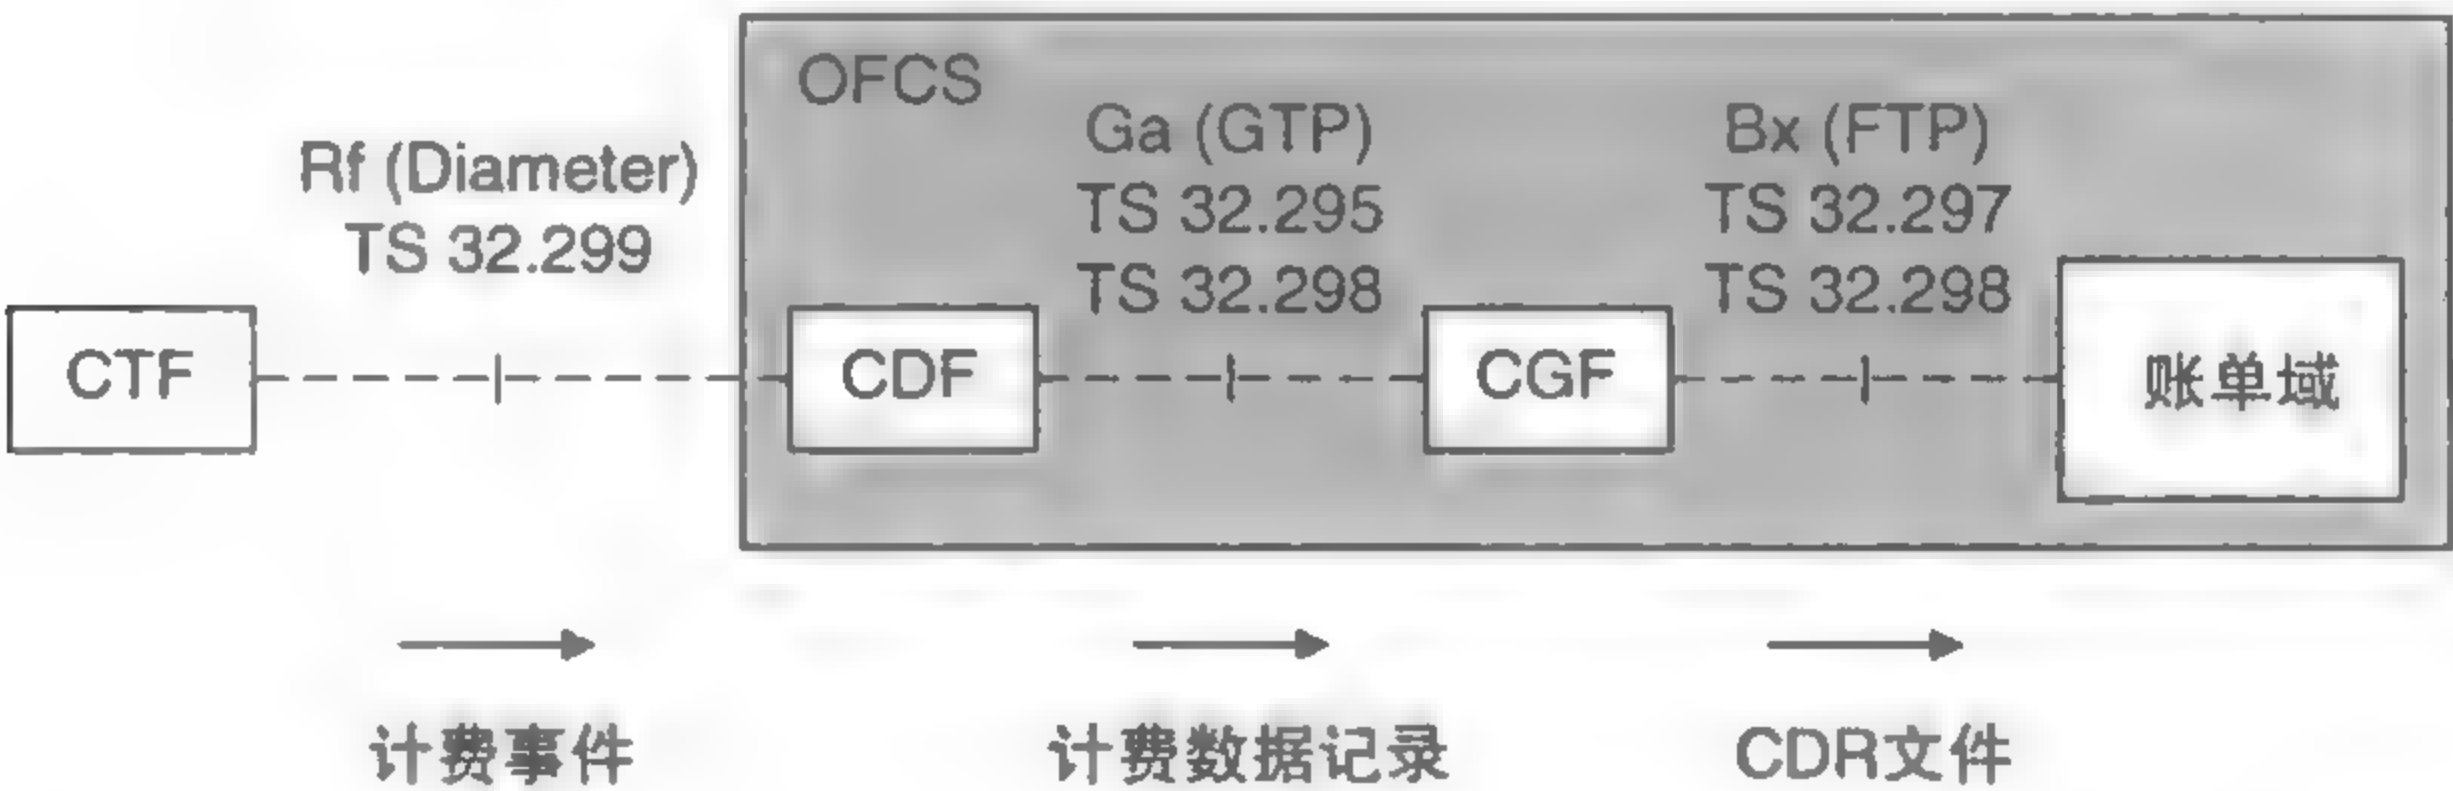 OFCS
Rf (Diameter)
TS 32.299
Ga (GTP)
TS 32.295
TS 32.298
Bx (FTP)
TS 32.297
TS 32.298
CTF
CDF
CGF
账单域
计费事件
计费数据记录
CDR文件